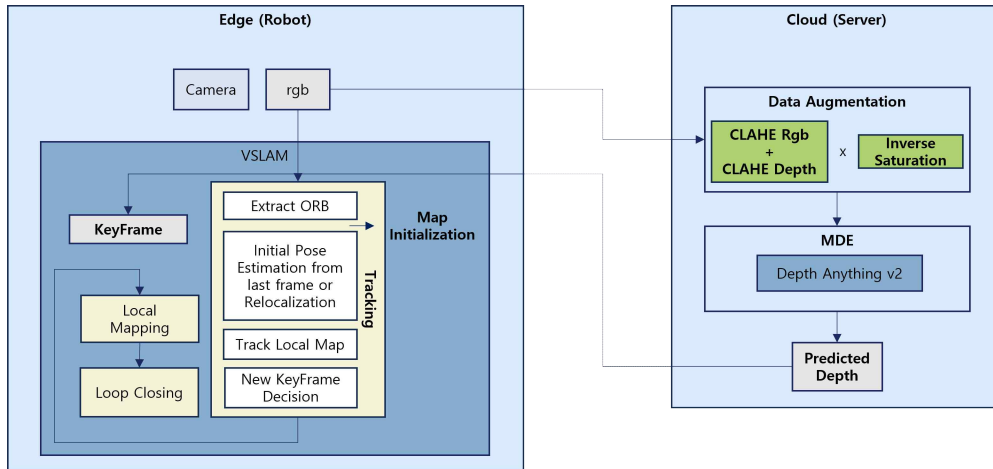 Edge (Robot)
Camera
rgb
VSLAM
KeyFrame
Extract ORB
Map
Initialization
Initial Pose
Estimation from
last frame or
Relocalization
Tracking
Local
Mapping
Track Local Map
Loop Closing
New KeyFrame
Decision
Cloud (Server)
Data Augmentation
CLAHE Rgb
+
CLAHE Depth
x
Inverse
Saturation
MDE
Depth Anything v2
Predicted
Depth